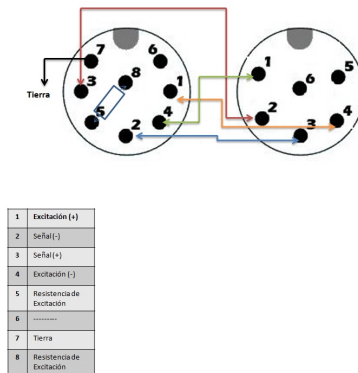 7 6
3 8 1
5 4
2
Tierra
1 5
6
2 4
3
1 Excitación (+)
2 Señal (-)
3 Señal (+)
4 Excitación (-)
5 Resistencia de
Excitación
6 ---------
7 Tierra
8 Resistencia de
Excitación